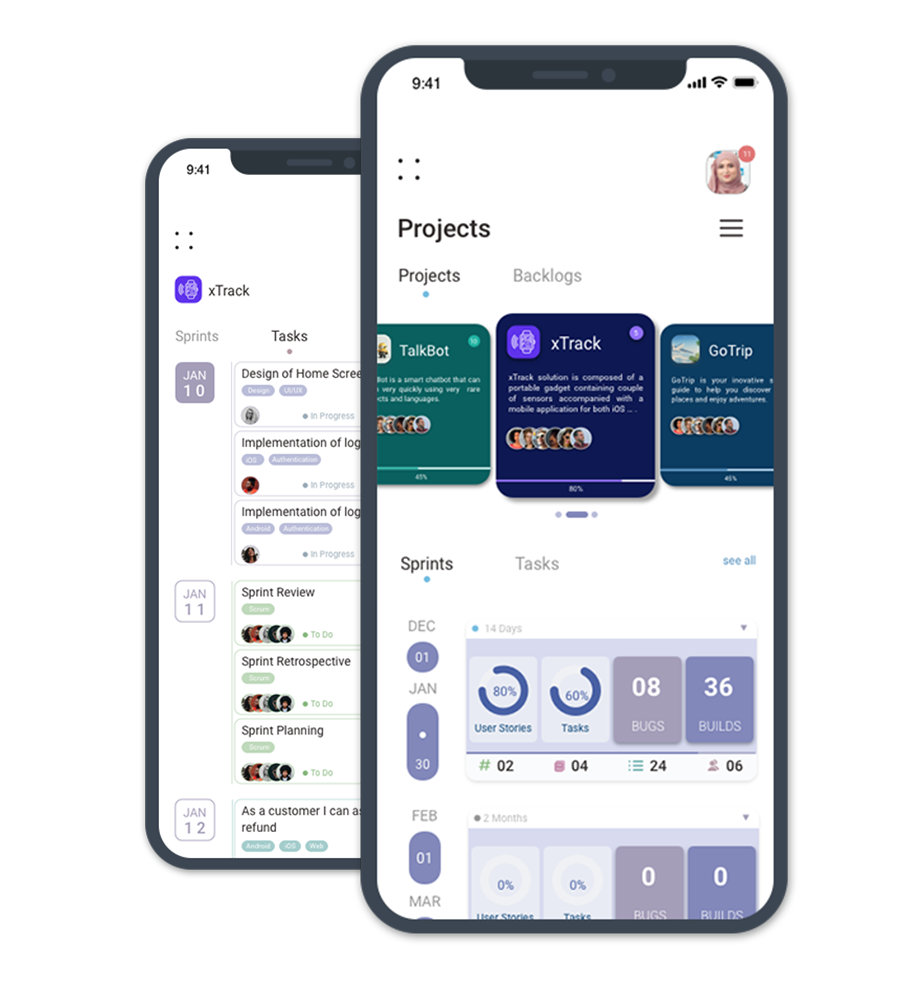 9:41
xTrack
Sprints
Tasks
JAN
10
Design of Home Scree
Design
UI/UX
In Progress
Implementation of log
iOS
Authentication
In Progress
Implementation of log
Android
Authentication
In Progress
JAN
11
Sprint Review
Scrum
To Do
Sprint Retrospective
Scrum
To Do
Sprint Planning
Scrum
To Do
JAN
12
As a customer I can as
refund
Android
iOS
Web
9:41
11
Projects
Projects
Backlogs
TalkBot
10
Bot is a smart chatbot that can
very quickly using very rare
cts and languages.
45%
xTrack
5
xTrack solution is composed of a
portable gadget containing couple
of sensors accompanied with a
mobile application for both iOS ... .
80%
GoTrip
GoTrip is your inovative s
guide to help you discover
places and enjoy adventures.
45%
Sprints
Tasks
see all
DEC
01
JAN
30
14 Days
80%
User Stories
60%
Tasks
08
BUGS
36
BUILDS
# 02
04
24
06
FEB
01
MAR
2 Months
0%
User Stories
0%
Tasks
0
BUGS
0
BUILDS